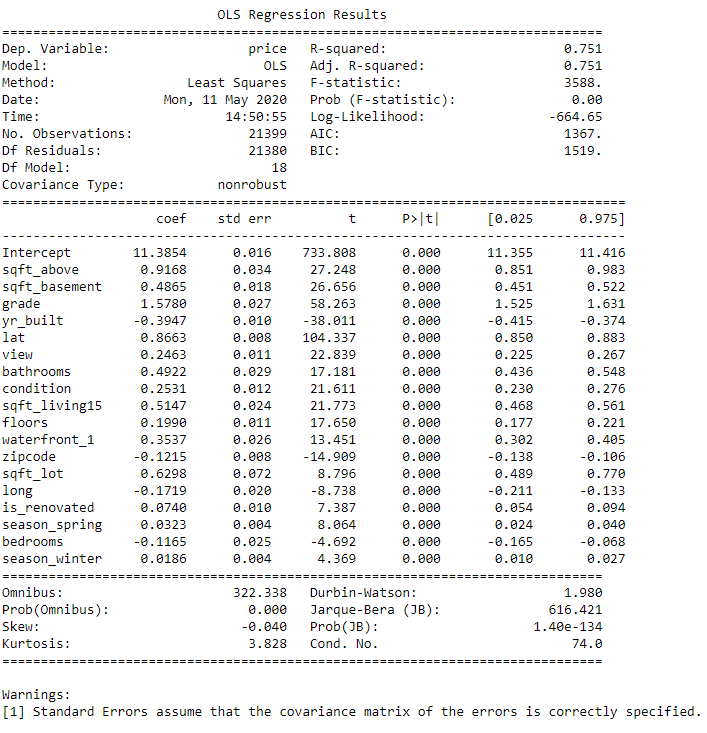 OLS Regression Results
==============================================================================
Dep. Variable:                  price   R-squared:                       0.751
Model:                            OLS   Adj. R-squared:                  0.751
Method:                 Least Squares   F-statistic:                     3588.
Date:                Mon, 11 May 2020   Prob (F-statistic):               0.00
Time:                        14:50:55   Log-Likelihood:                -664.65
No. Observations:               21399   AIC:                             1367.
Df Residuals:                   21380   BIC:                             1519.
Df Model:                          18
Covariance Type:            nonrobust
=================================================================================
                    coef    std err          t      P>|t|      [0.025      0.975]
---------------------------------------------------------------------------------
Intercept        11.3854      0.016    733.808      0.000      11.355      11.416
sqft_above        0.9168      0.034     27.248      0.000       0.851       0.983
sqft_basement     0.4865      0.018     26.656      0.000       0.451       0.522
grade             1.5780      0.027     58.263      0.000       1.525       1.631
yr_built         -0.3947      0.010    -38.011      0.000      -0.415      -0.374
lat               0.8663      0.008    104.337      0.000       0.850       0.883
view              0.2463      0.011     22.839      0.000       0.225       0.267
bathrooms         0.4922      0.029     17.181      0.000       0.436       0.548
condition         0.2531      0.012     21.611      0.000       0.230       0.276
sqft_living15     0.5147      0.024     21.773      0.000       0.468       0.561
floors            0.1990      0.011     17.650      0.000       0.177       0.221
waterfront_1      0.3537      0.026     13.451      0.000       0.302       0.405
zipcode          -0.1215      0.008    -14.909      0.000      -0.138      -0.106
sqft_lot          0.6298      0.072      8.796      0.000       0.489       0.770
long             -0.1719      0.020     -8.738      0.000      -0.211      -0.133
is_renovated      0.0740      0.010      7.387      0.000       0.054       0.094
season_spring     0.0323      0.004      8.064      0.000       0.024       0.040
bedrooms         -0.1165      0.025     -4.692      0.000      -0.165      -0.068
season_winter     0.0186      0.004      4.369      0.000       0.010       0.027
==============================================================================
Omnibus:                      322.338   Durbin-Watson:                   1.980
Prob(Omnibus):                  0.000   Jarque-Bera (JB):              616.421
Skew:                          -0.040   Prob(JB):                    1.40e-134
Kurtosis:                       3.828   Cond. No.                         74.0
==============================================================================
Warnings:
[1] Standard Errors assume that the covariance matrix of the errors is correctly specified.